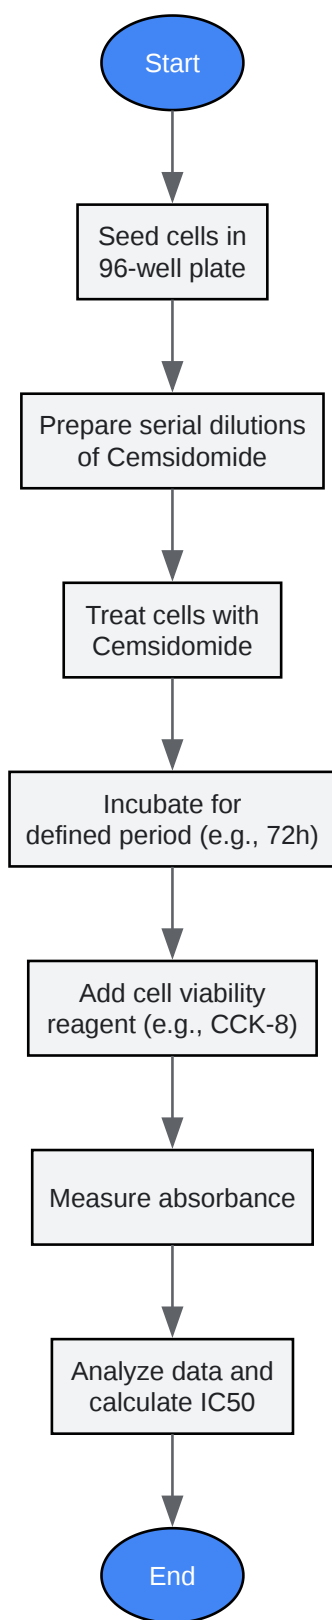 Start
Seed cells in
96-well plate
Prepare serial dilutions
of Cemsidomide
Treat cells with
Cemsidomide
Incubate for
defined period (e.g., 72h)
Add cell viability
reagent (e.g., CCK-8)
Measure absorbance
Analyze data and
calculate IC50
End